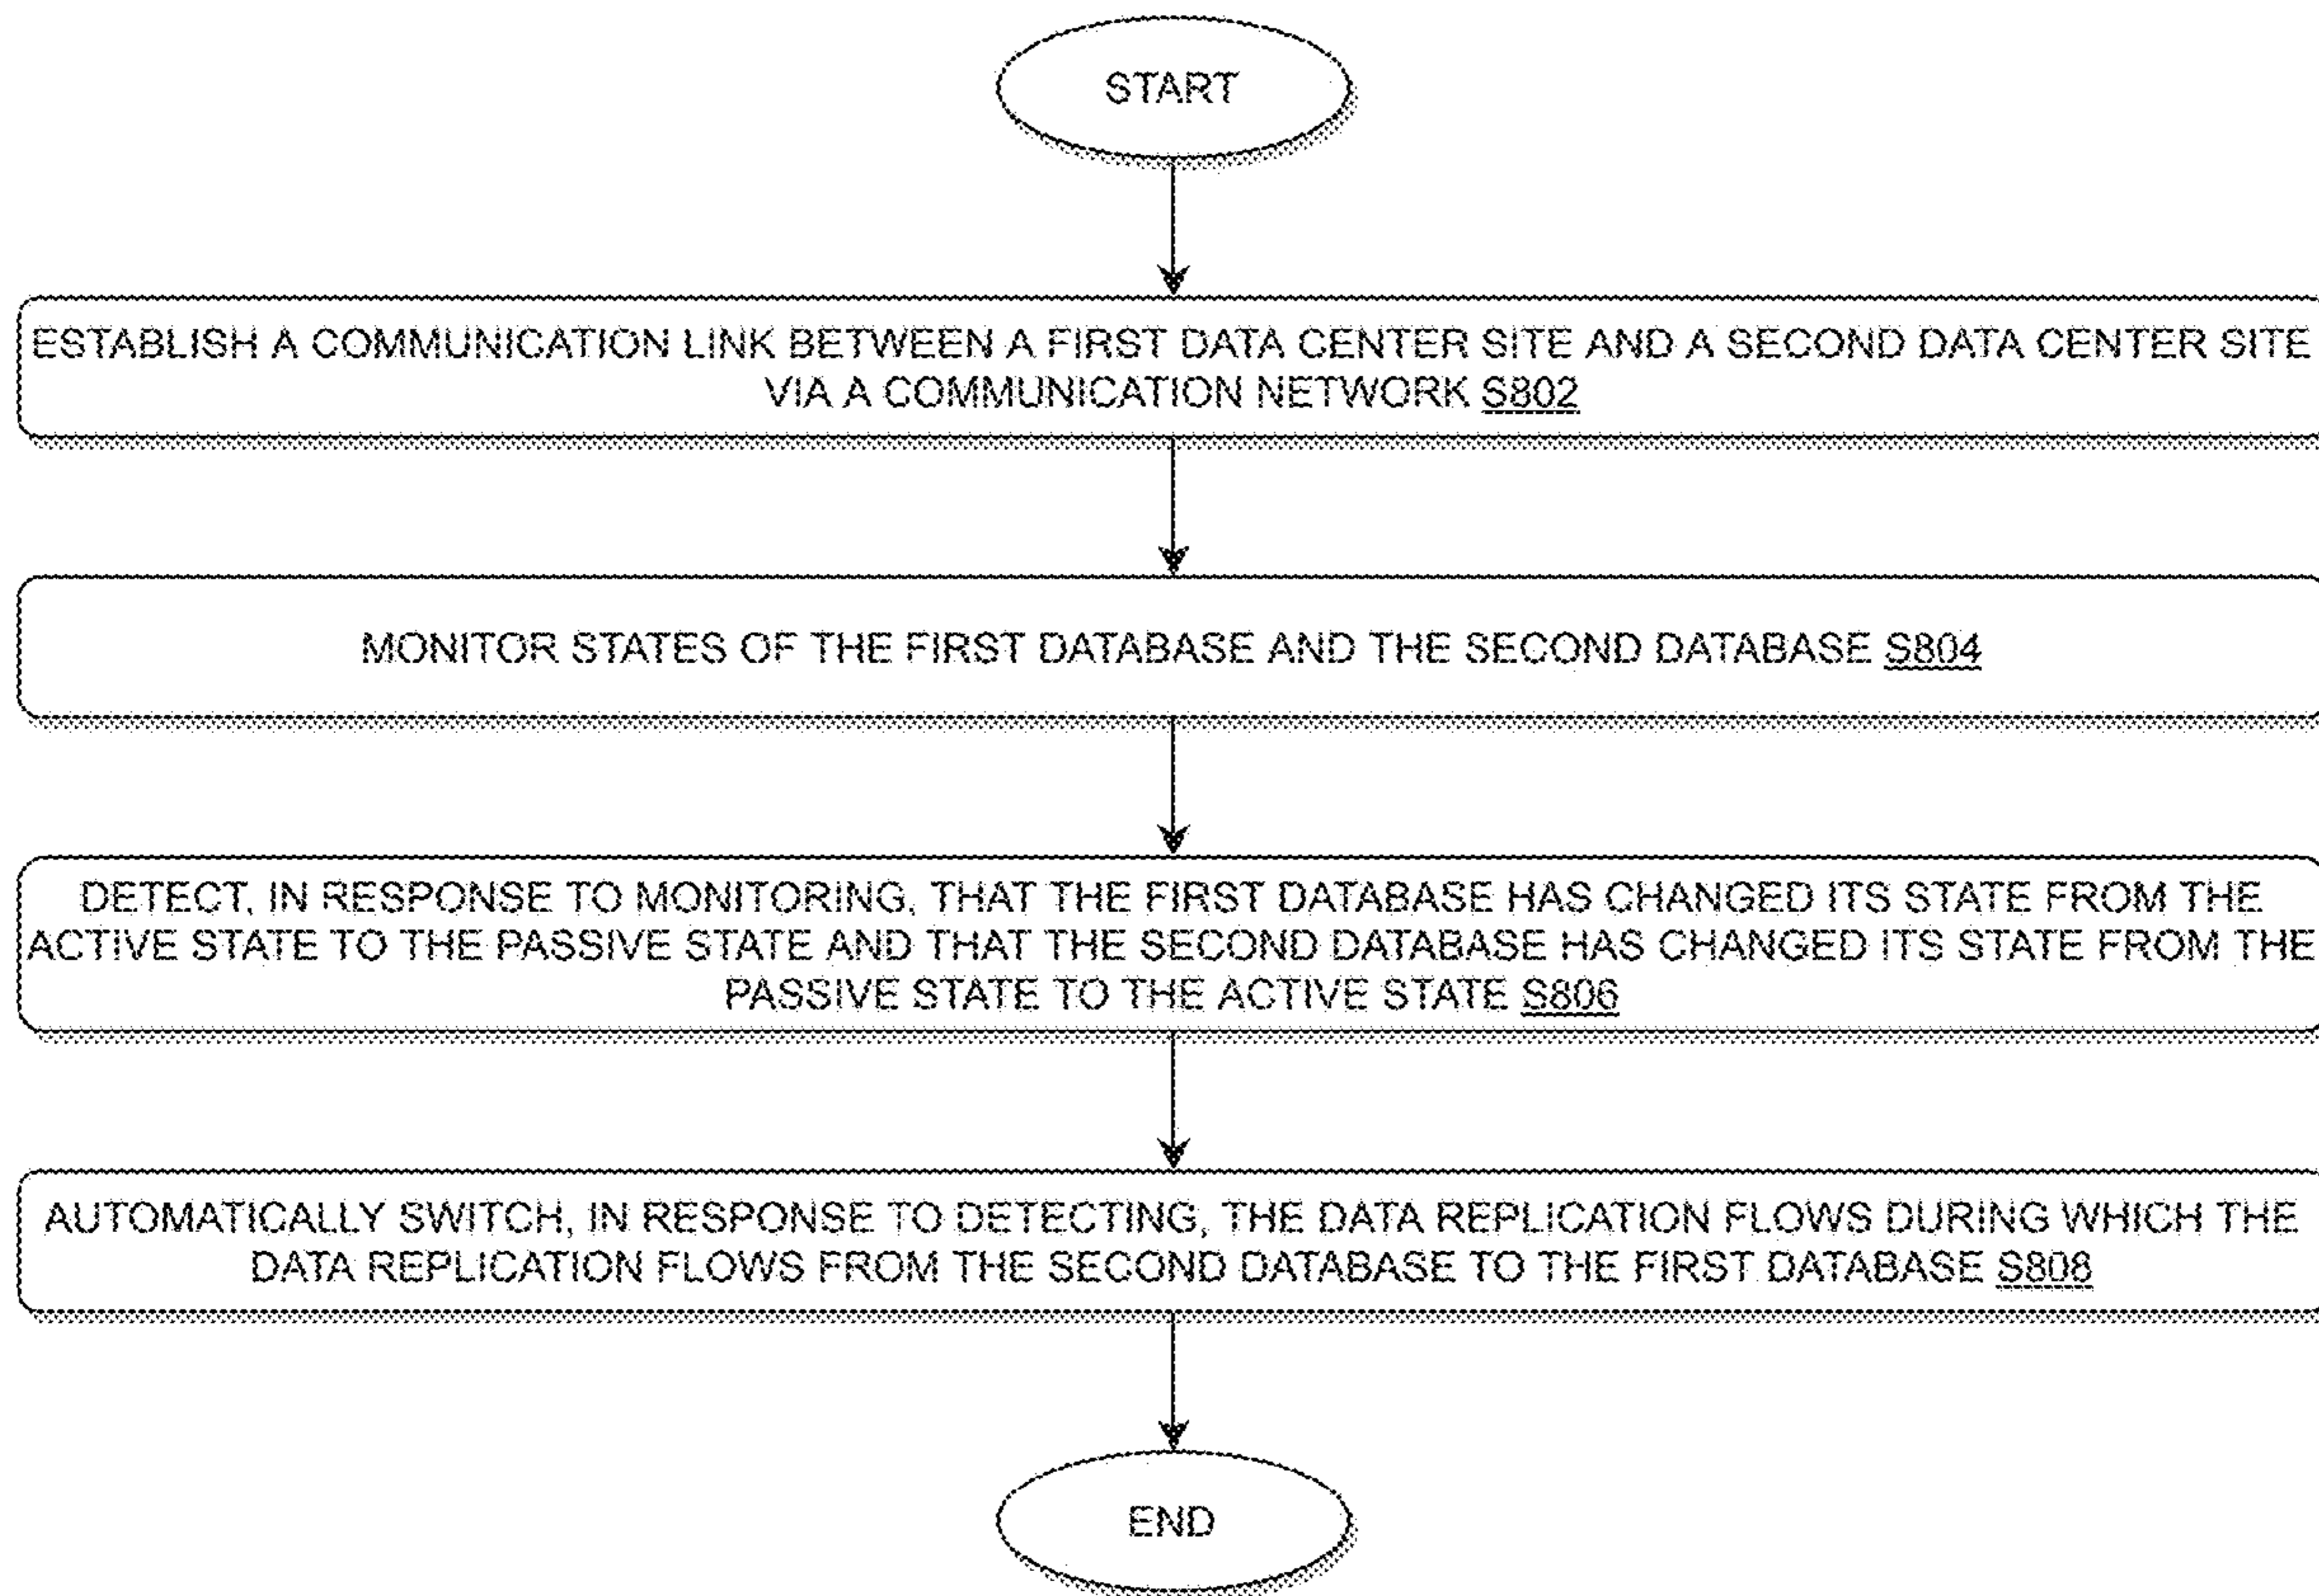 START
ESTABLISH A COMMUNICATION LINK BETWEEN A FIRST DATA CENTER SITE AND A SECOND DATA CENTER SITE
VIA A COMMUNICATION NETWORK S802
MONITOR STATES OF THE FIRST DATABASE AND THE SECOND DATABASE S804
DETECT, IN RESPONSE TO MONITORING, THAT THE FIRST DATABASE HAS CHANGED ITS STATE FROM THE
ACTIVE STATE TO THE PASSIVE STATE AND THAT THE SECOND DATABASE HAS CHANGED ITS STATE FROM THE
PASSIVE STATE TO THE ACTIVE STATE S806
AUTOMATICALLY SWITCH, IN RESPONSE TO DETECTING, THE DATA REPLICATION FLOWS DURING WHICH THE
DATA REPLICATION FLOWS FROM THE SECOND DATABASE TO THE FIRST DATABASE S808
END